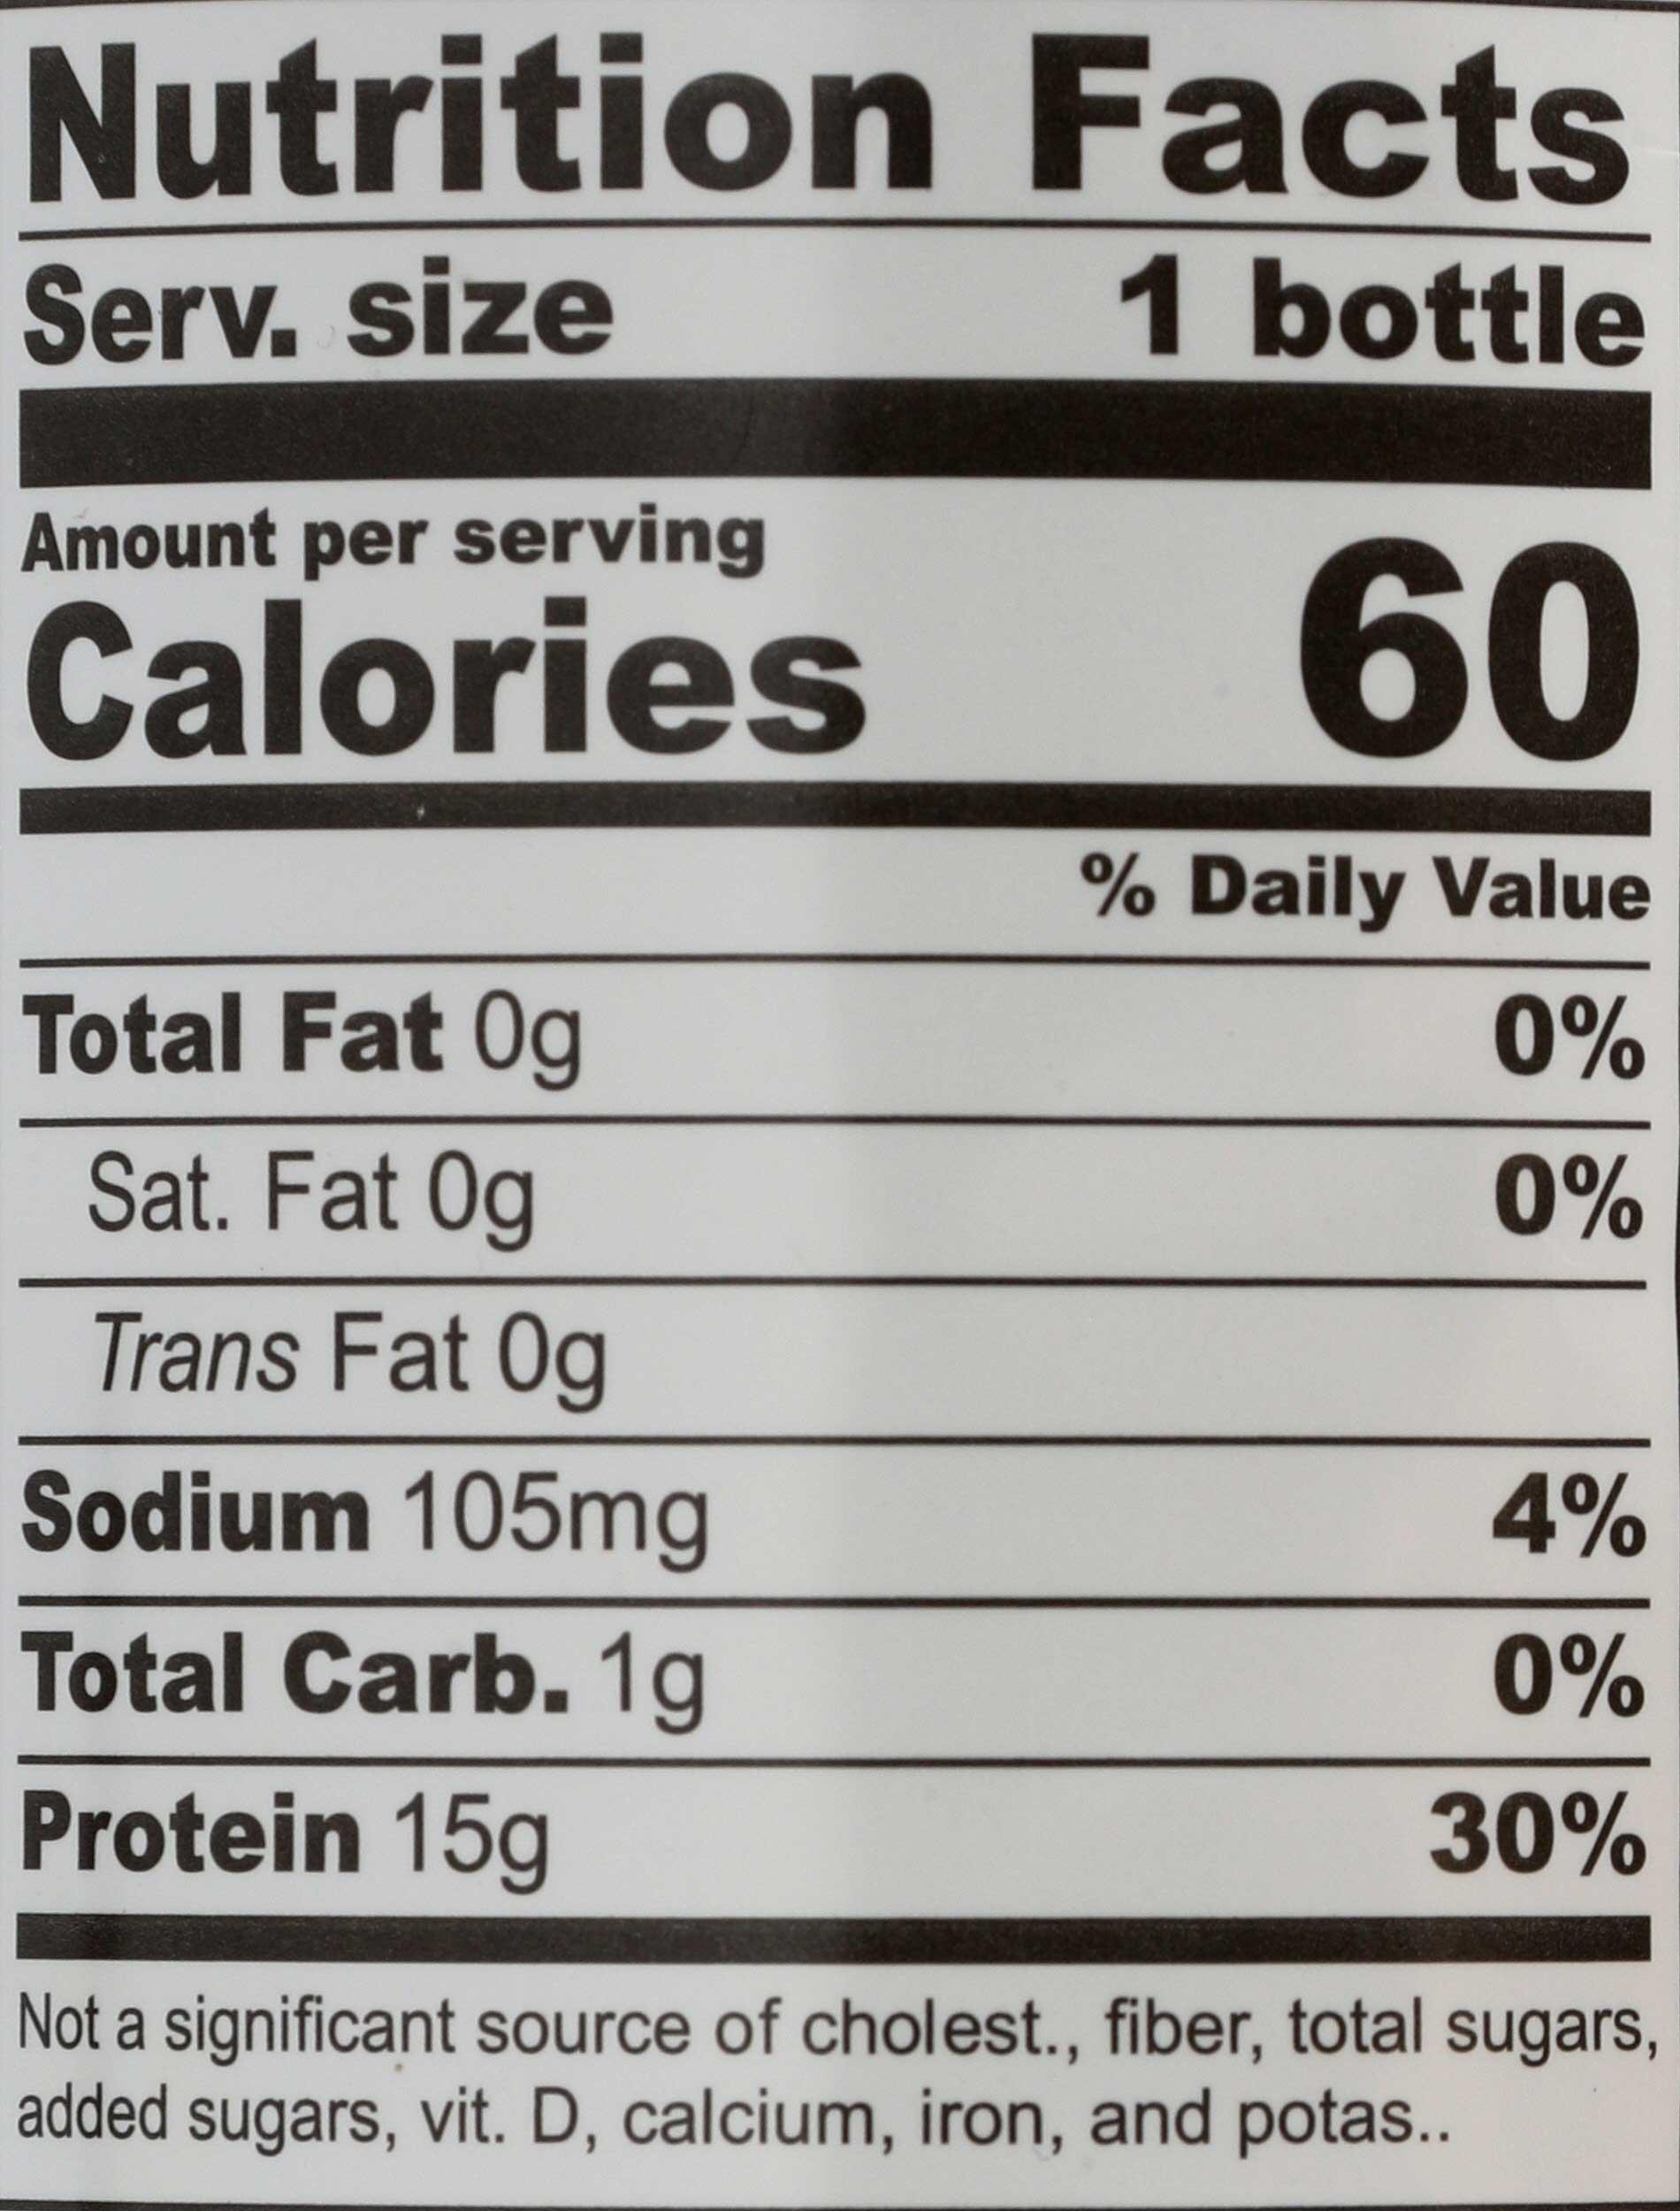 Nutrition Facts
Serv. size 1 bottle
Amount per serving
Calories 60
% Daily Value
Total Fat 0g 0%
Sat. Fat 0g 0%
Trans Fat 0g
Sodium 105mg 4%
Total Carb. 1g 0%
Protein 15g 30%
Not a significant source of cholest., fiber, total sugars,
added sugars, vit. D, calcium, iron, and potas..